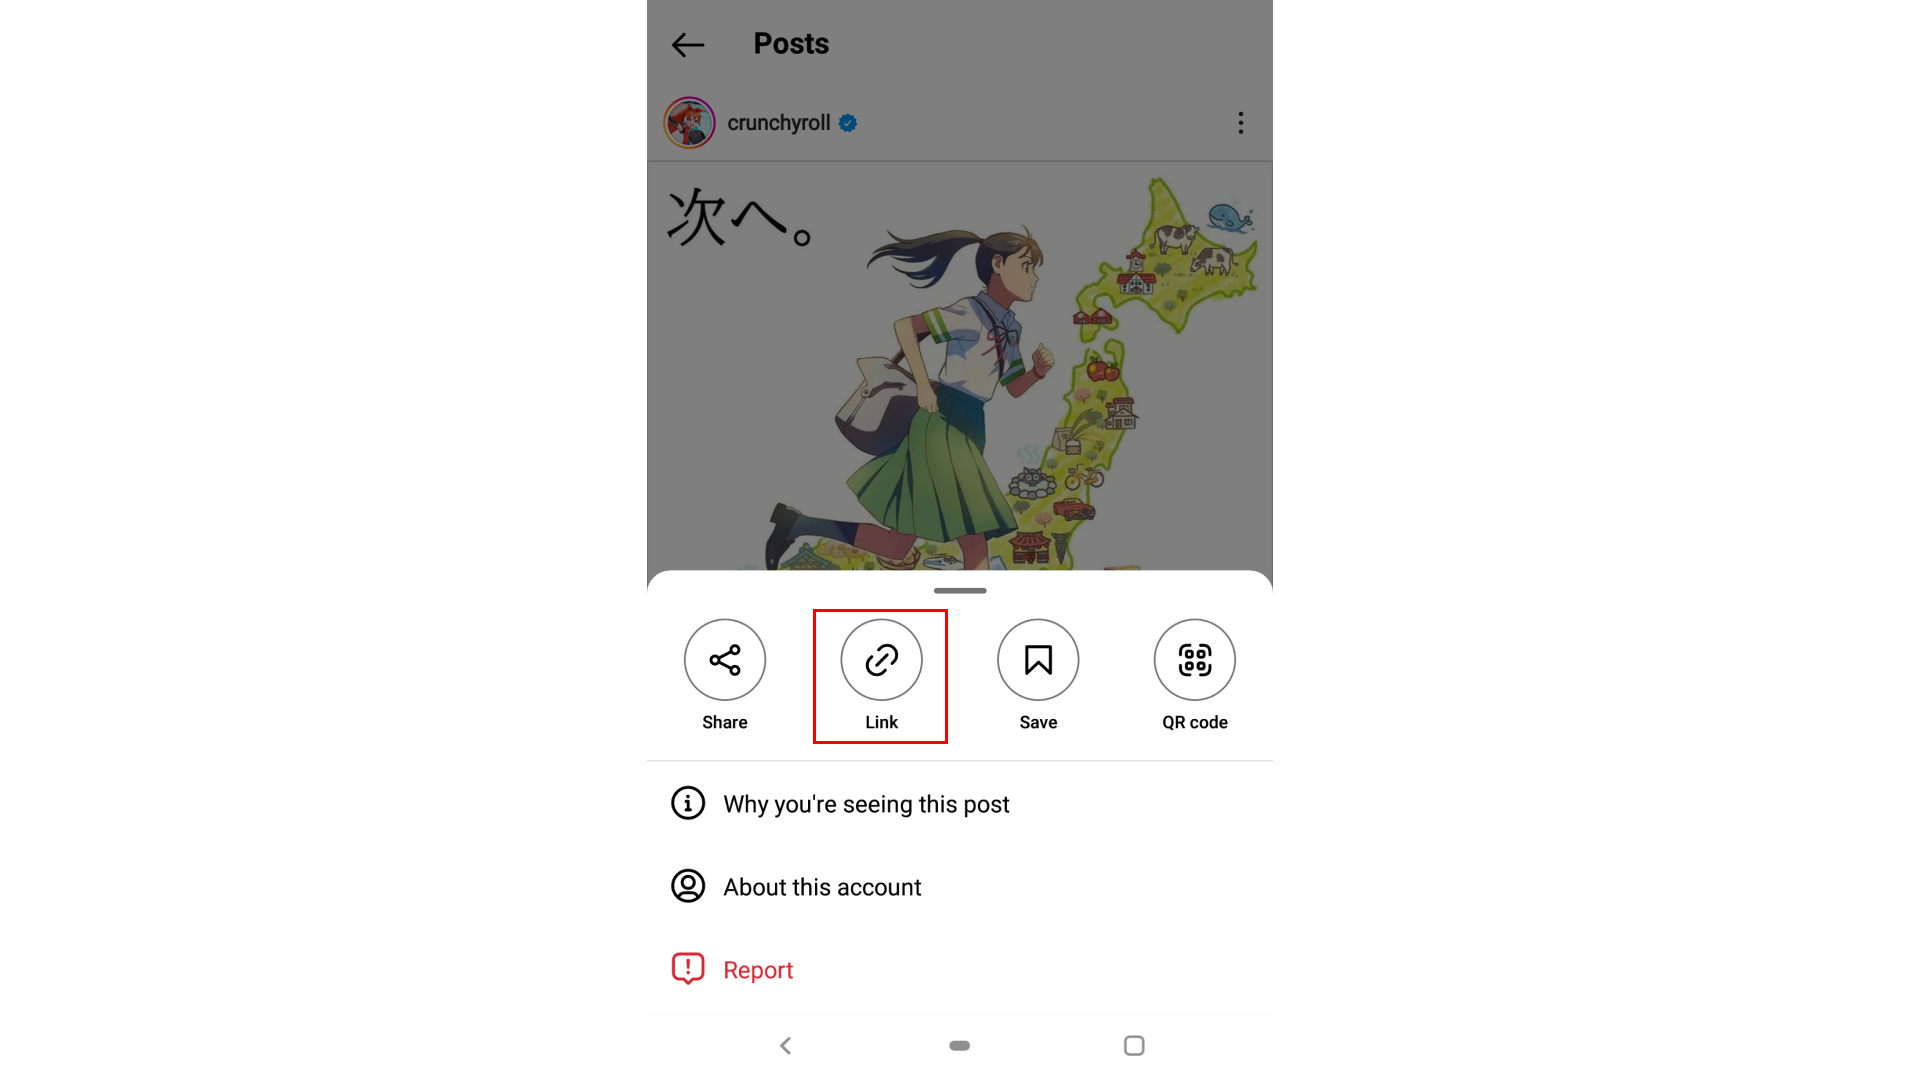 Posts
crunchyroll
次へ。
Share
Link
Save
QR code
Why you're seeing this post
About this account
Report